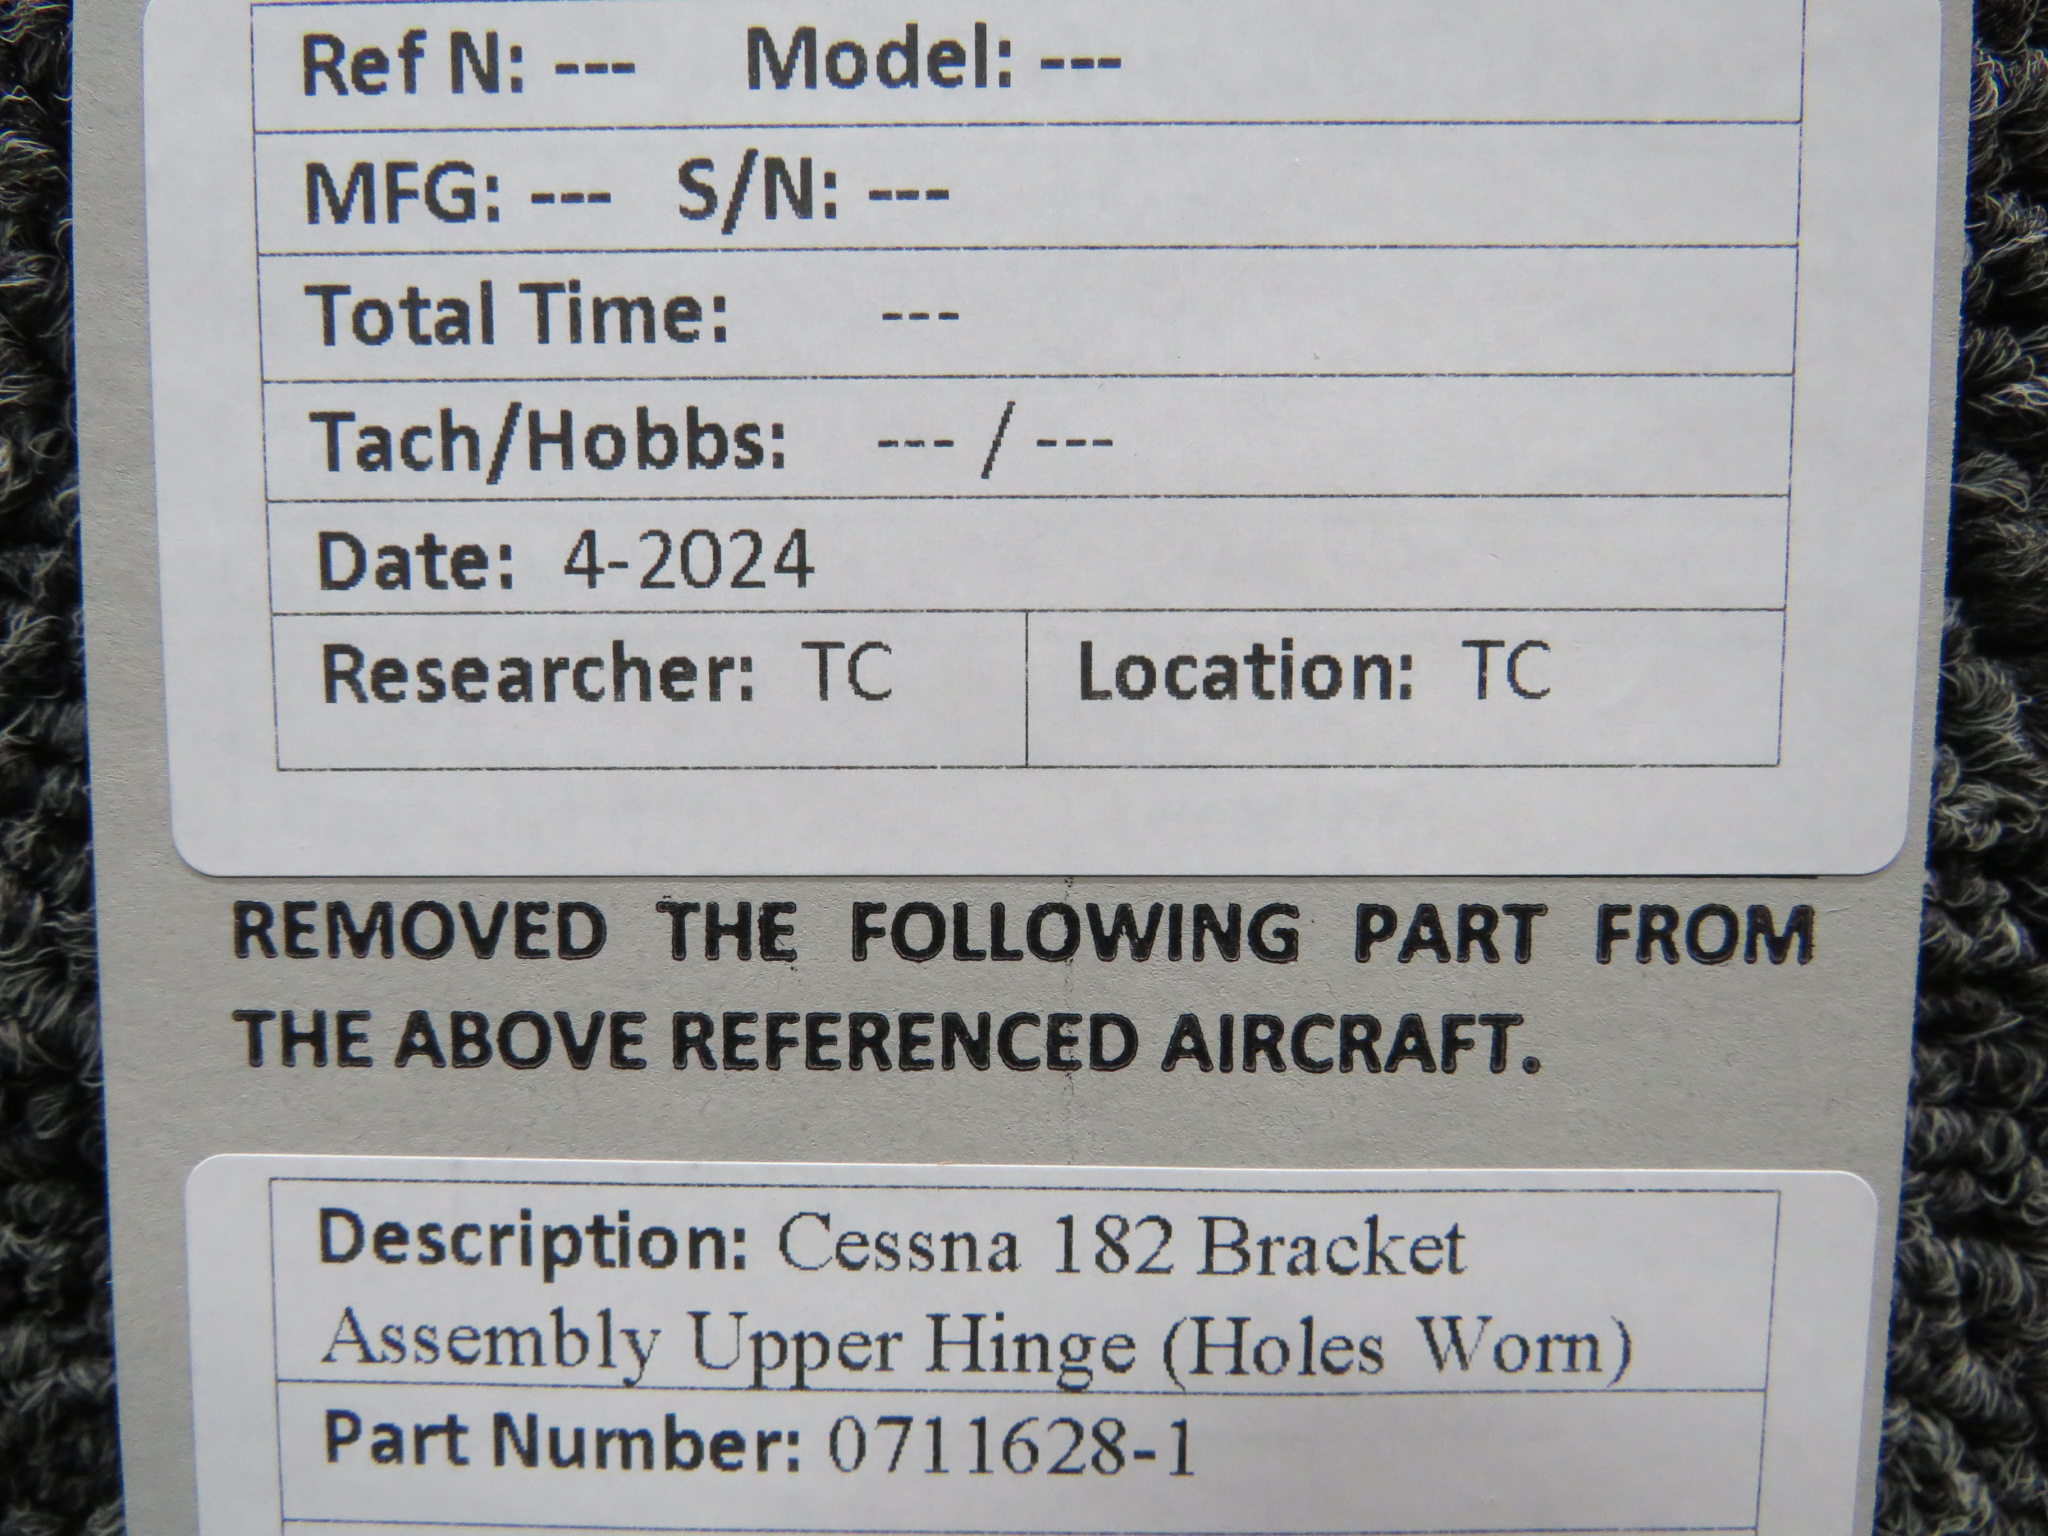 Ref N: --- Model: ---
MFG: --- S/N: ---
Total Time: ---
Tach/Hobbs: --- / ---
Date: 4-2024
Researcher: TC Location: TC
REMOVED THE FOLLOWING PART FROM
THE ABOVE REFERENCED AIRCRAFT.
Description: Cessna 182 Bracket
Assembly Upper Hinge (Holes Worn)
Part Number: 0711628-1